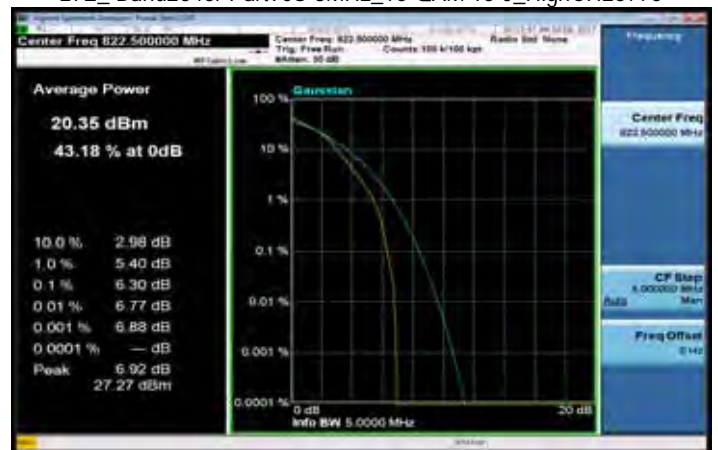 Center Freq 822.500000 MHz
Center Freq: 822.500000 MHz
Trig: Free Run
Counts: 100 k/100 kpt
Radio Std: None
#Atten: 30 dB
Frequency
Average Power
20.35 dBm
43.18 % at 0dB
10.0 % 2.98 dB
1.0 % 5.40 dB
0.1 % 6.30 dB
0.01 % 6.77 dB
0.001 % 6.88 dB
0.0001 % — dB
Peak 6.92 dB
27.27 dBm
Gaussian
100 %
10 %
1 %
0.1 %
0.01 %
0.001 %
0.0001 %
0 dB
20 dB
Info BW 5.0000 MHz
Center Freq
822.500000 MHz
CF Step
5.000000 MHz
Auto Man
Freq Offset
0 Hz